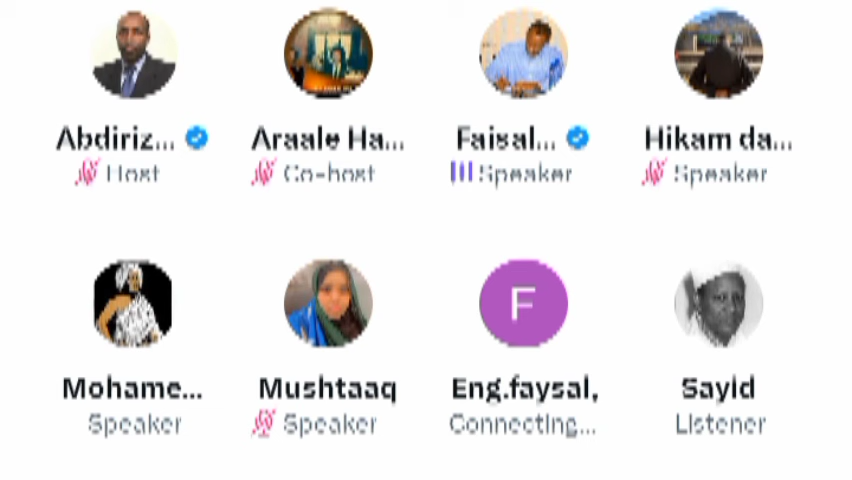 Abdiriz... Araale Ha... Faisal... Hikam da...
Host Co-host Speaker Speaker
F
Mohame... Mushtaaq Eng.faysal, Sayid
Speaker Speaker Connecting... Listener